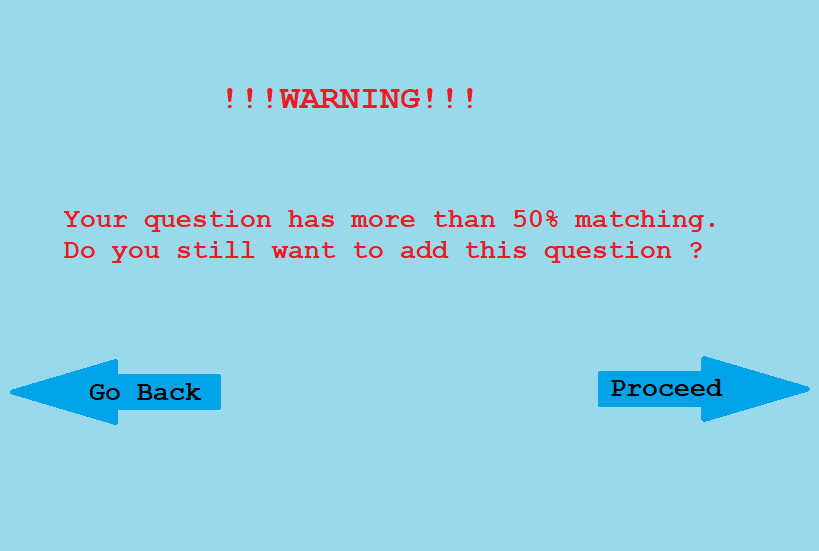 !!!WARNING!!!
Your question has more than 50% matching.
Do you still want to add this question ?
Go Back
Proceed